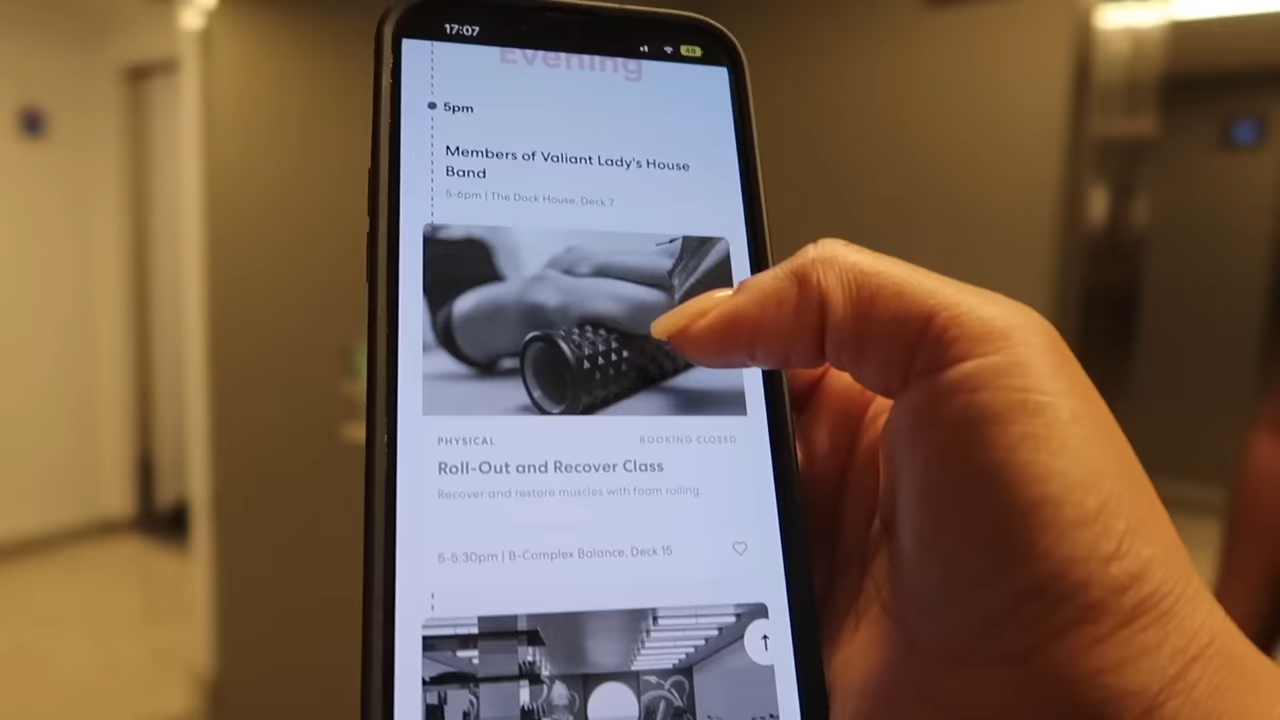 17:07
48
Evening
5pm
Members of Valiant Lady's House
Band
5-6pm | The Dock House, Deck 7
PHYSICAL
BOOKING CLOSED
Roll-Out and Recover Class
Recover and restore muscles with foam rolling
5-5:30pm | B-Complex Balance, Deck 15